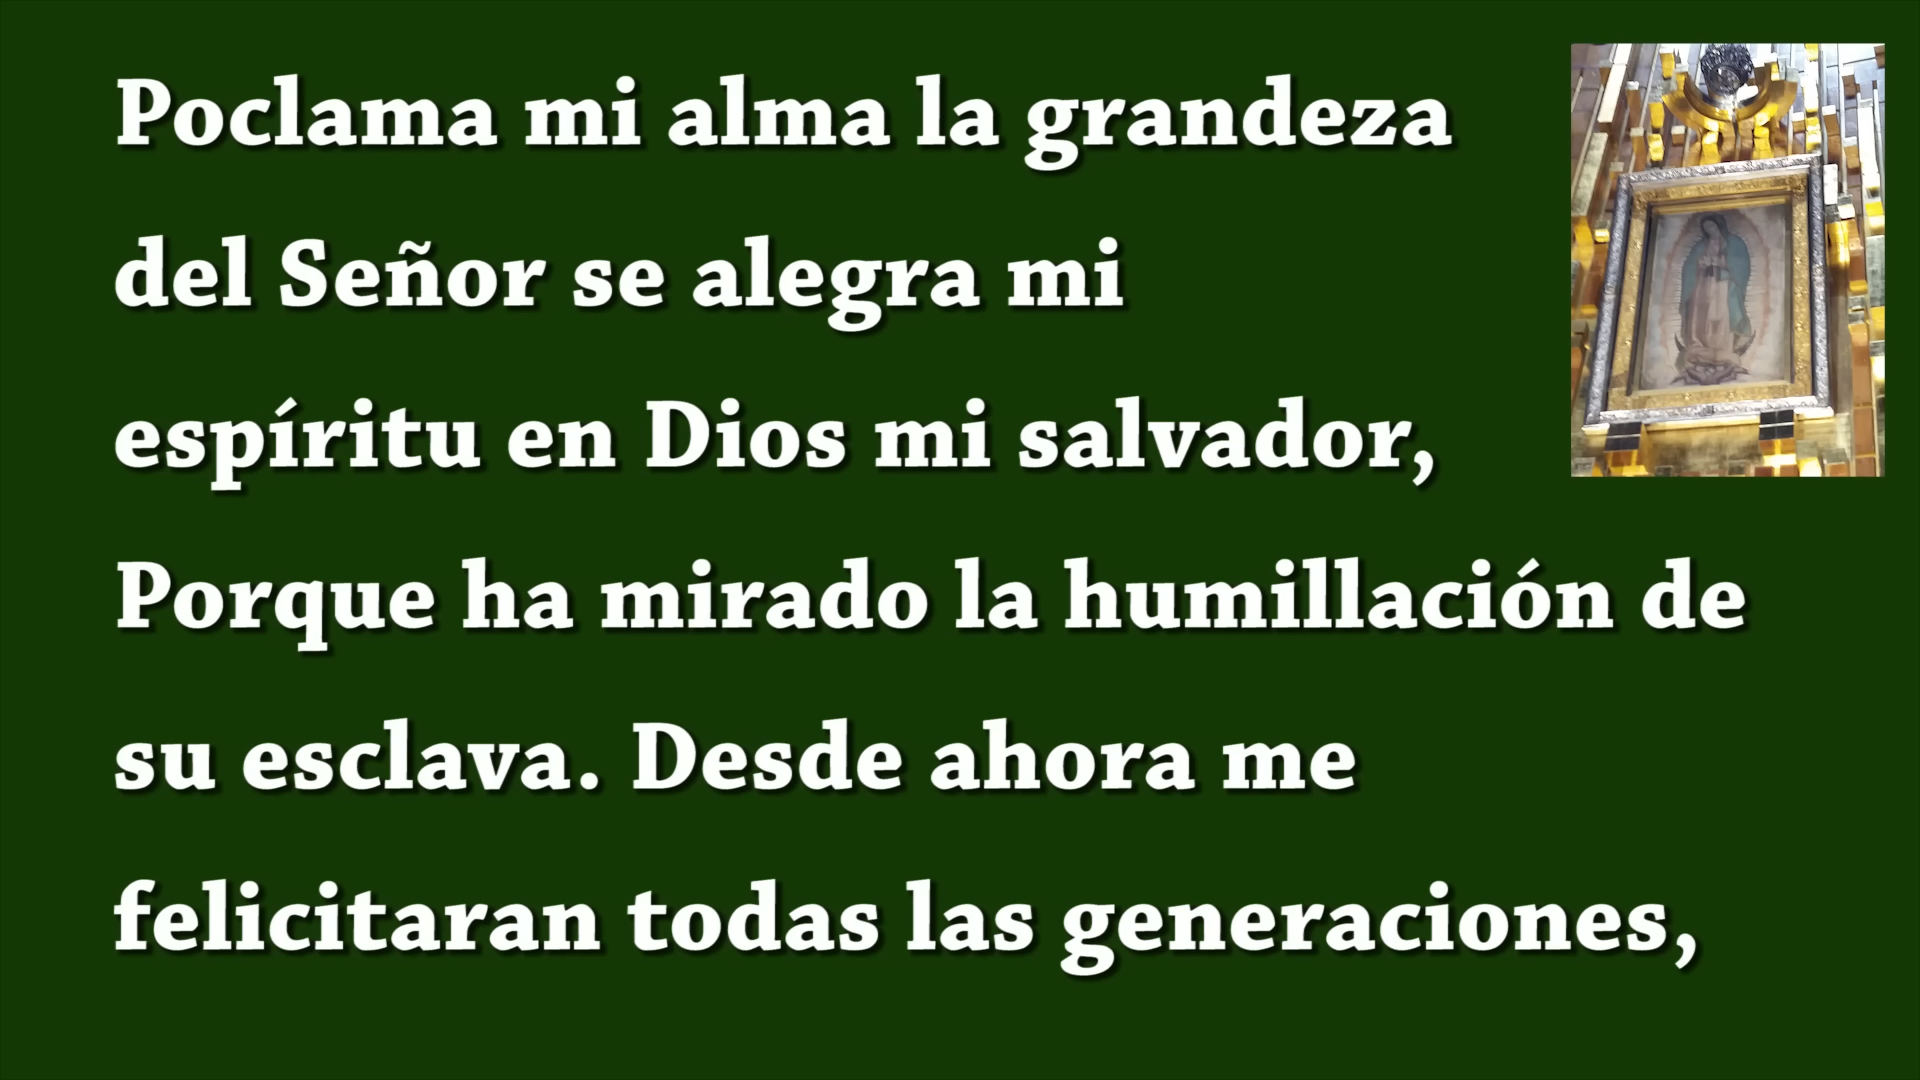 Poclama mi alma la grandeza
del Señor se alegra mi
espíritu en Dios mi salvador,
Porque ha mirado la humillación de
su esclava. Desde ahora me
felicitaran todas las generaciones,